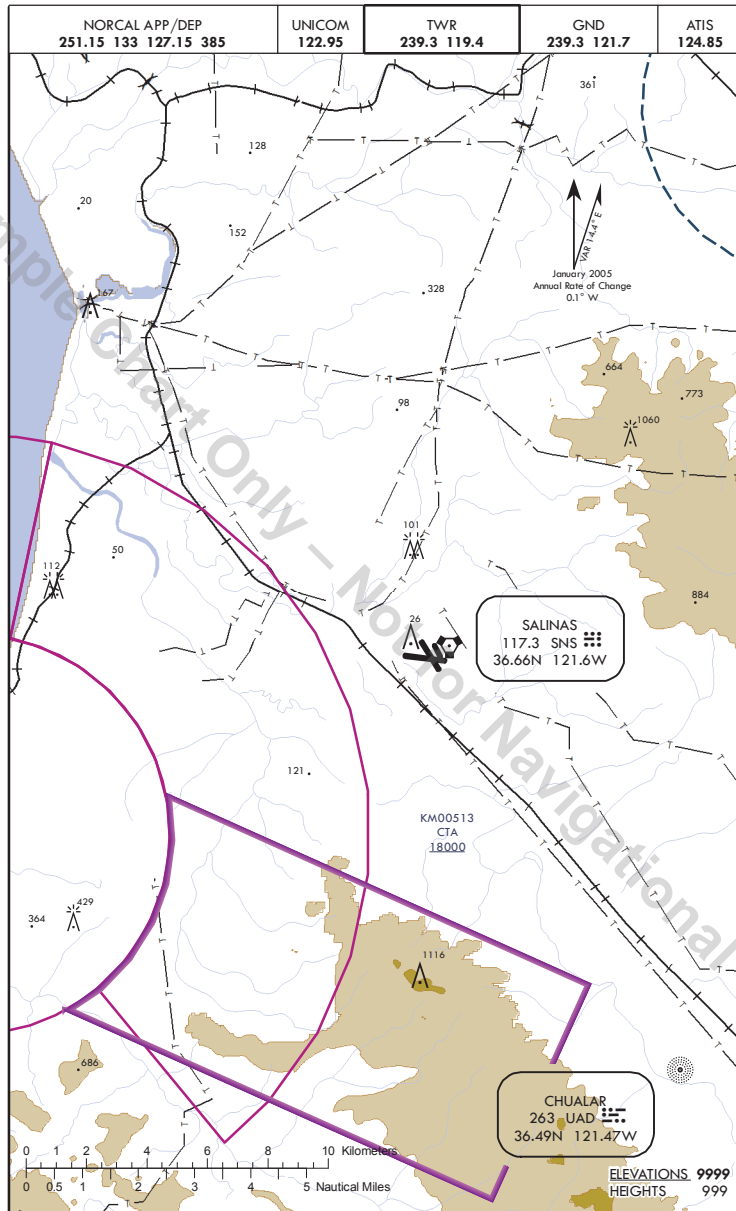 NORCAL APP/DEP
251.15 133 127.15 385
UNICOM
122.95
TWR
239.3 119.4
GND
239.3 121.7
ATIS
124.85
361
128
20
152
VAR 14.4° E
January 2005
Annual Rate of Change
0.1° W
167
328
664
773
98
1060
101
50
112
884
26
SALINAS
117.3 SNS
36.66N 121.6W
121
KM00513
CTA
18000
429
364
1116
686
CHUALAR
263 UAD
36.49N 121.47W
0 1 2 4 6 8 10 Kilometers
0 0.5 1 2 3 4 5 Nautical Miles
ELEVATIONS 9999
HEIGHTS 999
mple Chart Only – Not for Navigational